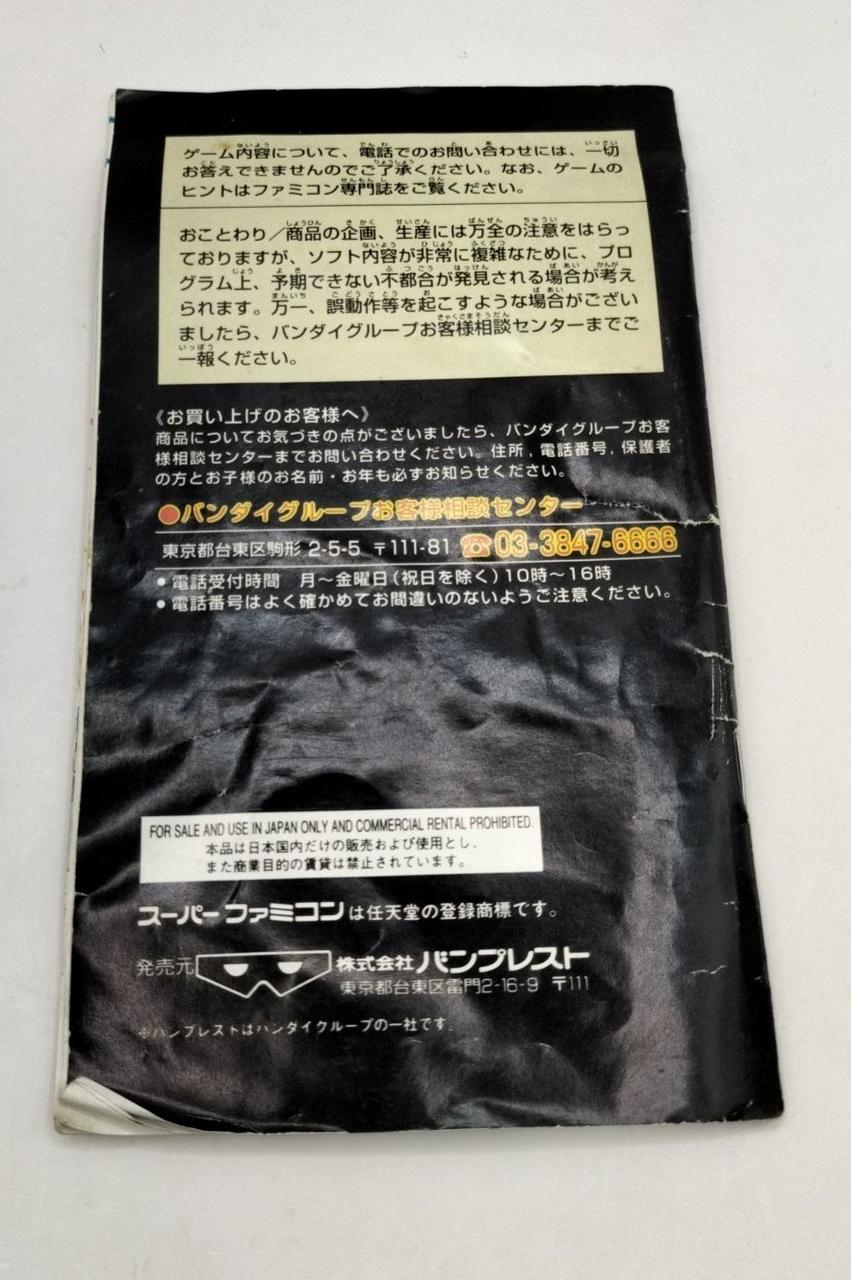 ゲーム内容について、電話でのお問い合わせには、一切
お答えできませんのでご了承ください。なお、ゲームの
ヒントはファミコン専門誌をご覧ください。
おことわり／商品の企画、生産には万全の注意をはらっ
ておりますが、ソフト内容が非常に複雑なために、プロ
グラム上、予期できない不都合が発見される場合が考え
られます。万一、誤動作等を起こすような場合がござい
ましたら、バンダイグループお客様相談センターまでご
一報ください。
《お買い上げのお客様へ》
商品についてお気づきの点がございましたら、バンダイグループお客
様相談センターまでお問い合わせください。住所，電話番号，保護者
の方とお子様のお名前・お年も必ずお知らせください。
●バンダイグループお客様相談センター
東京都台東区駒形 2-5-5 〒111-81 ☎03-3847-6666
•電話受付時間 月～金曜日(祝日を除く)10時～16時
•電話番号はよく確かめてお間違いのないようご注意ください。
FOR SALE AND USE IN JAPAN ONLY AND COMMERCIAL RENTAL PROHIBITED.
本品は日本国内だけの販売および使用とし、
また商業目的の賃貸は禁止されています。
スーパーファミコンは任天堂の登録商標です。
発売元 株式会社 バンプレスト
東京都台東区雷門2-16-9 〒111
※バンプレストはバンダイグループの一社です。